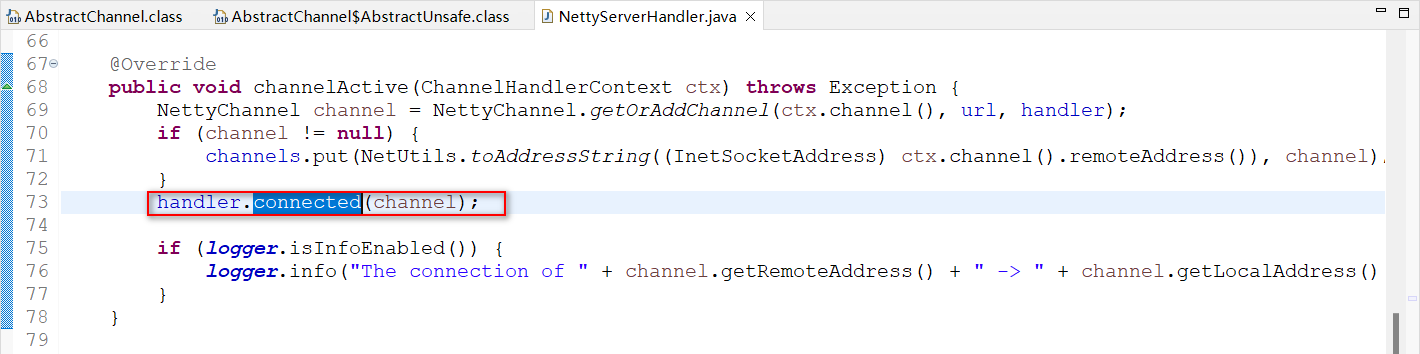 AbstractChannel.class AbstractChannel$AbstractUnsafe.class NettyServerHandler.java
66
67 @Override
68 public void channelActive(ChannelHandlerContext ctx) throws Exception {
69 NettyChannel channel = NettyChannel.getOrAddChannel(ctx.channel(), url, handler);
70 if (channel != null) {
71 channels.put(NetUtils.toAddressString((InetSocketAddress) ctx.channel().remoteAddress()), channel)
72 }
73 handler.connected(channel);
74
75 if (logger.isInfoEnabled()) {
76 logger.info("The connection of " + channel.getRemoteAddress() + " -> " + channel.getLocalAddress()
77 }
78 }
79